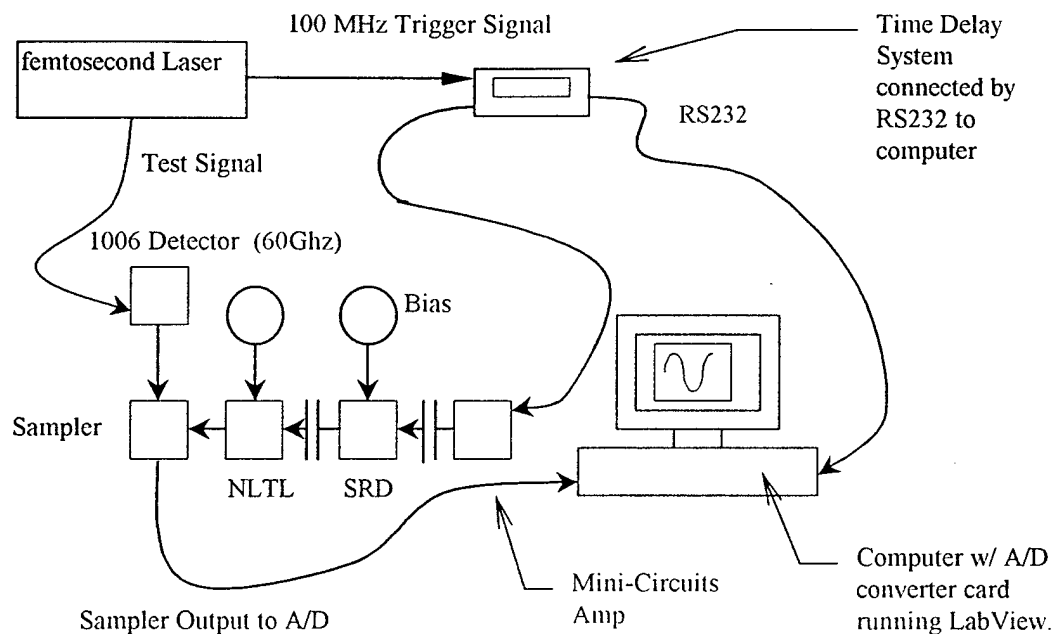 100 MHz Trigger Signal
Time Delay
System
connected by
RS232 to
computer
femtosecond Laser
RS232
Test Signal
1006 Detector (60Ghz)
Bias
Sampler
NLTL
SRD
Mini-Circuits
Amp
Computer w/ A/D
converter card
running LabView.
Sampler Output to A/D